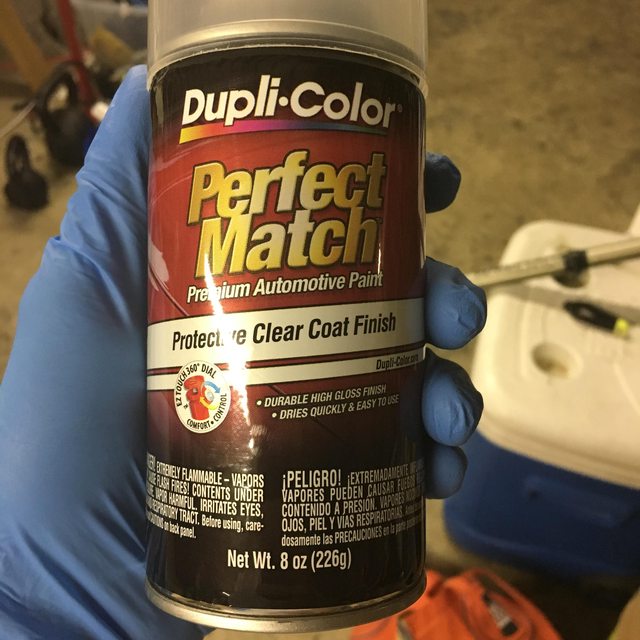 Dupli-Color®
Perfect
Match
Premium Automotive Paint
Protective Clear Coat Finish
Dupli-Color.com
EZ TOUCH 360° DIAL
COMFORT • CONTROL
• DURABLE HIGH GLOSS FINISH
• DRIES QUICKLY & EASY TO USE
EXTREMELY FLAMMABLE – VAPORS
FLASH FIRES! CONTENTS UNDER
VAPOR HARMFUL. IRRITATES EYES,
TRACT. Before using, care-
on back panel.
¡PELIGRO! ¡EXTREMADAMENTE
VAPORES PUEDEN CAUSAR FUEGOS
CONTENIDO A PRESION. VAPORES
OJOS, PIEL Y VIAS RESPIRATORIAS.
dosamente las PRECAUCIONES en la parte
Net Wt. 8 oz (226g)